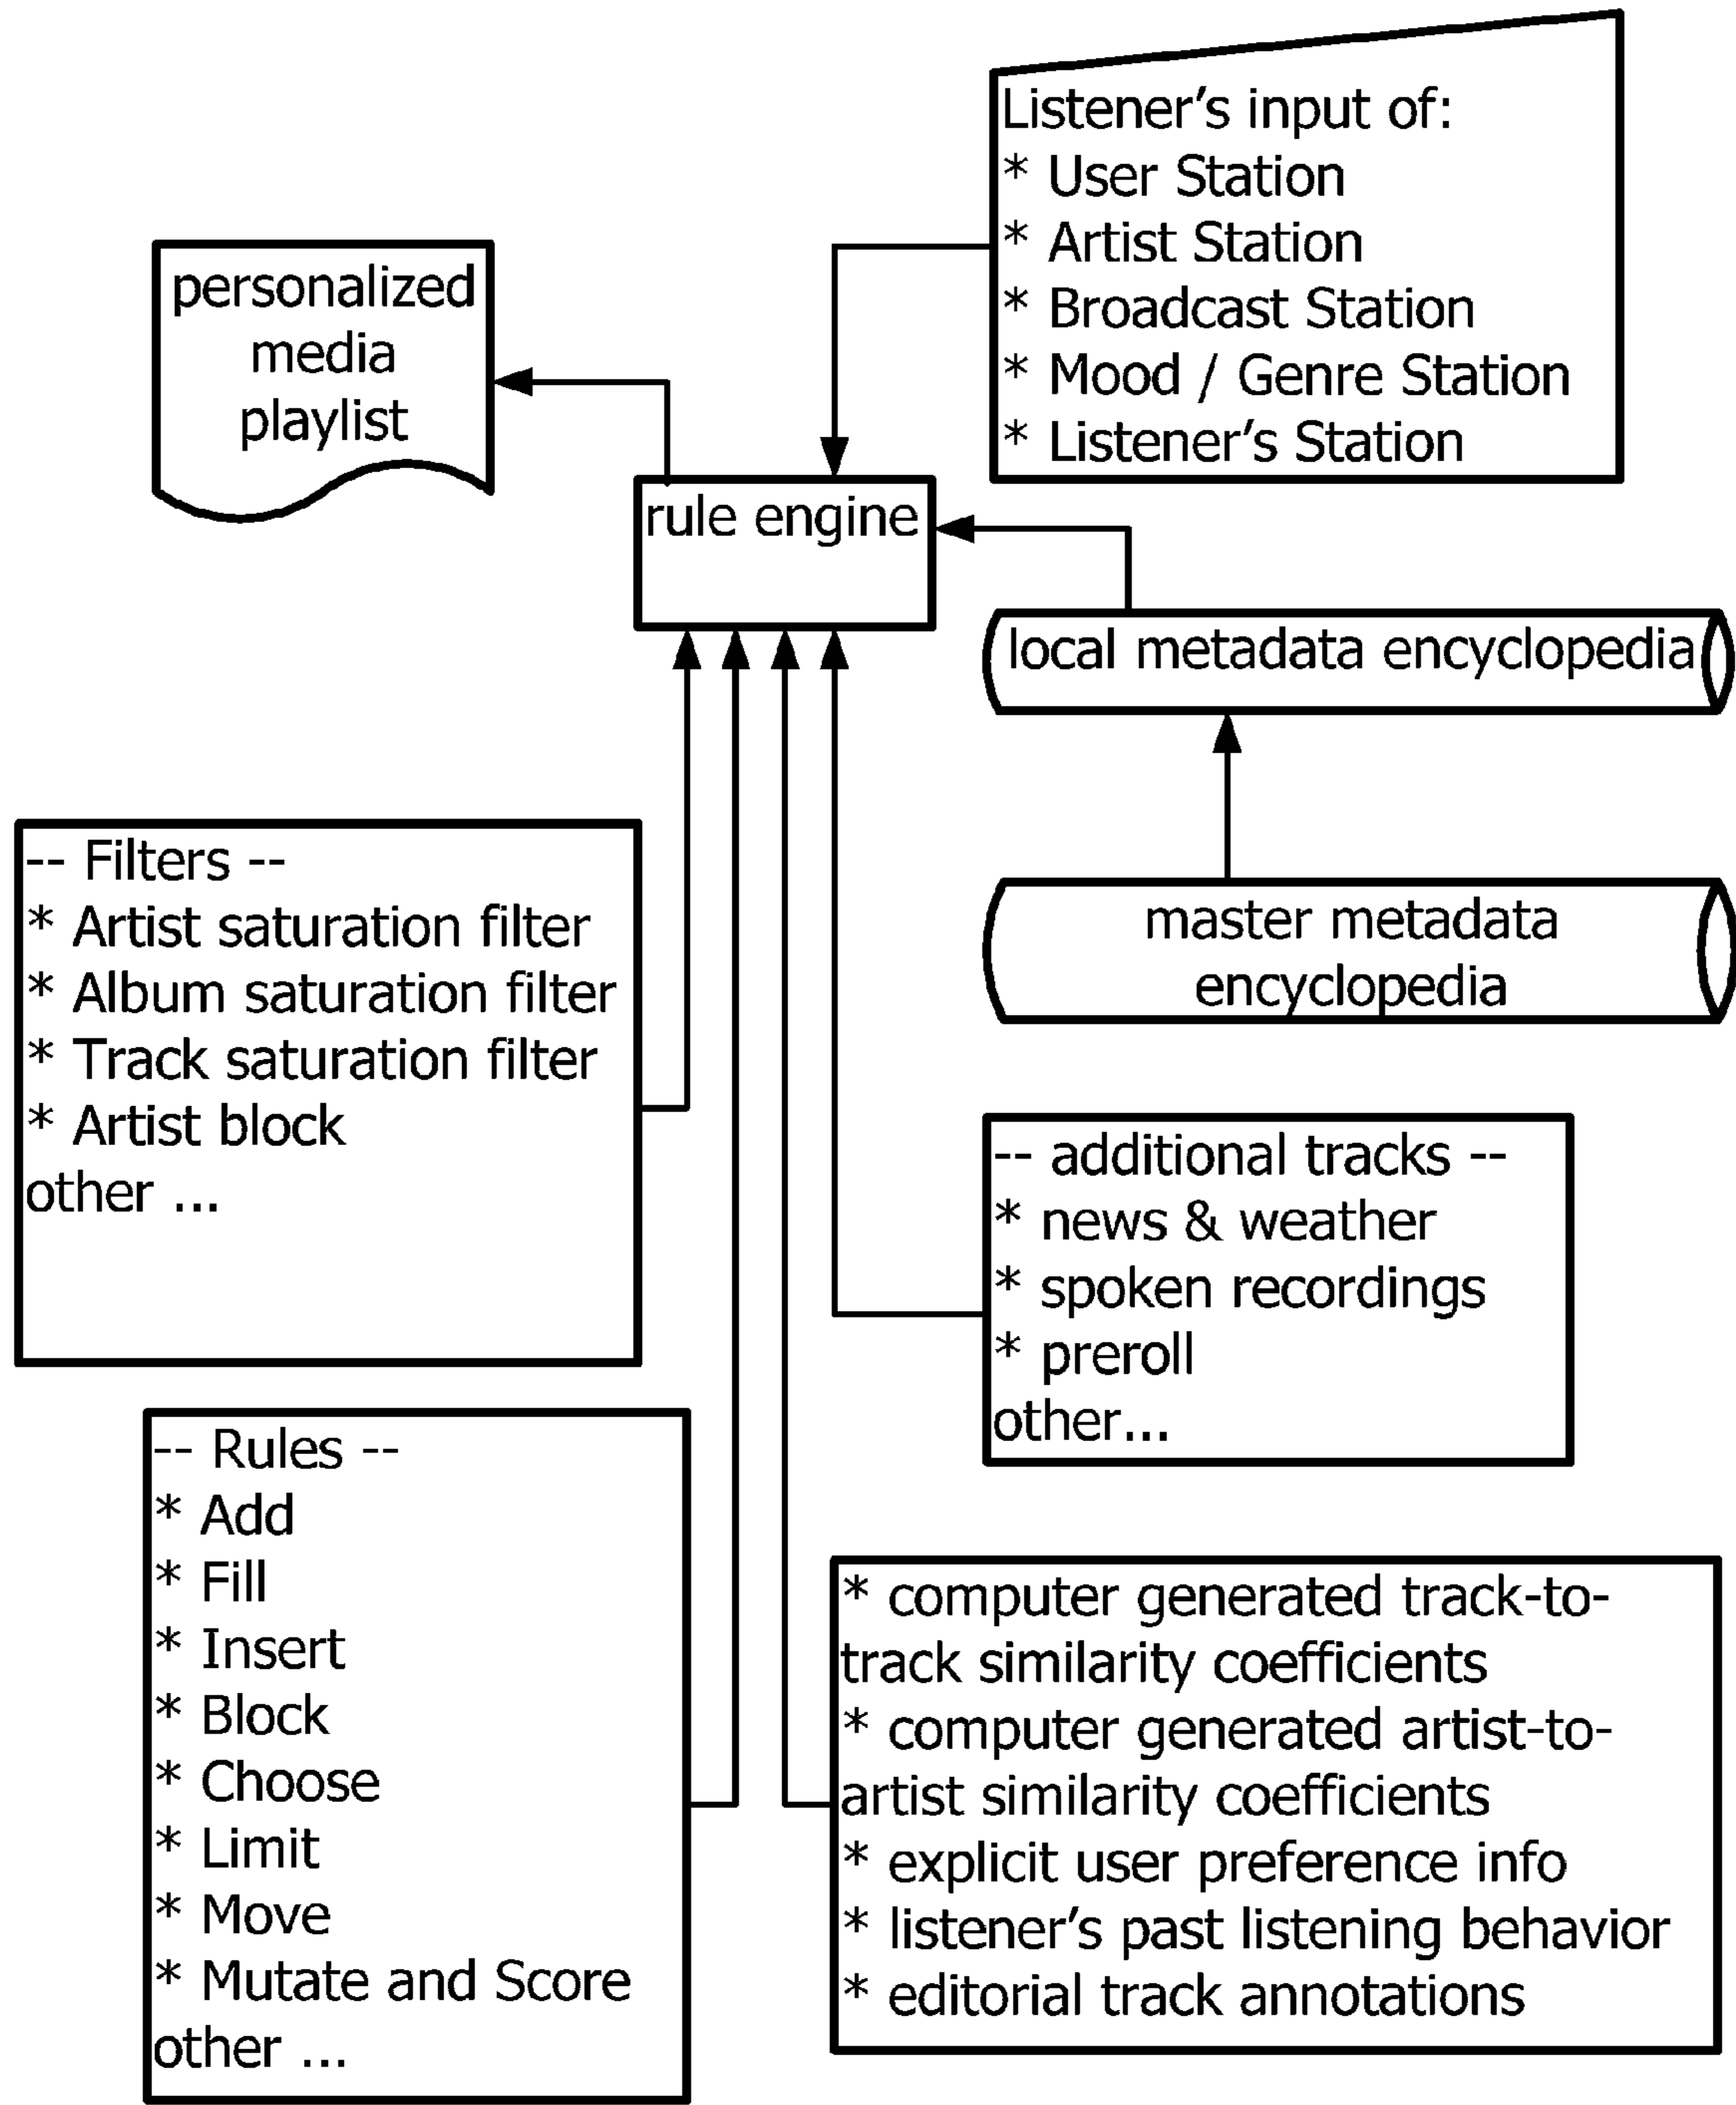 Listener’s input of:
* User Station
* Artist Station
* Broadcast Station
* Mood / Genre Station
* Listener’s Station
personalized
media
playlist
rule engine
local metadata encyclopedia
master metadata
encyclopedia
-- Filters --
* Artist saturation filter
* Album saturation filter
* Track saturation filter
* Artist block
other ...
-- additional tracks --
* news & weather
* spoken recordings
* preroll
other...
-- Rules --
* Add
* Fill
* Insert
* Block
* Choose
* Limit
* Move
* Mutate and Score
other ...
* computer generated track-to-
track similarity coefficients
* computer generated artist-to-
artist similarity coefficients
* explicit user preference info
* listener’s past listening behavior
* editorial track annotations